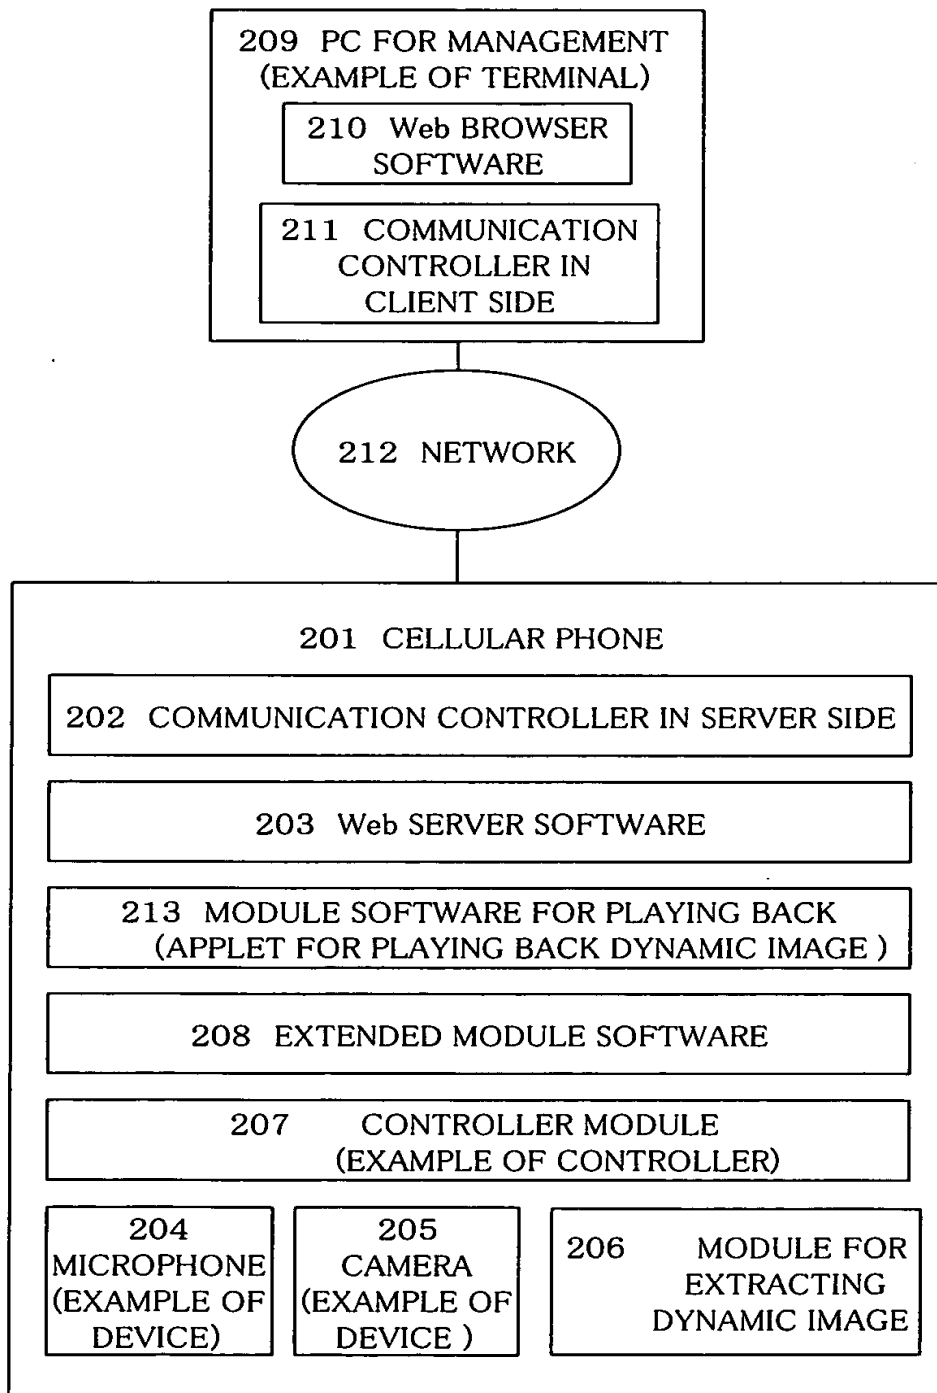 209 PC FOR MANAGEMENT
(EXAMPLE OF TERMINAL)
210 Web BROWSER
SOFTWARE
211 COMMUNICATION
CONTROLLER IN
CLIENT SIDE
212 NETWORK
201 CELLULAR PHONE
202 COMMUNICATION CONTROLLER IN SERVER SIDE
203 Web SERVER SOFTWARE
213 MODULE SOFTWARE FOR PLAYING BACK
(APPLET FOR PLAYING BACK DYNAMIC IMAGE )
208 EXTENDED MODULE SOFTWARE
207 CONTROLLER MODULE
(EXAMPLE OF CONTROLLER)
204
MICROPHONE
(EXAMPLE OF
DEVICE)
205
CAMERA
(EXAMPLE OF
DEVICE )
206 MODULE FOR
EXTRACTING
DYNAMIC IMAGE